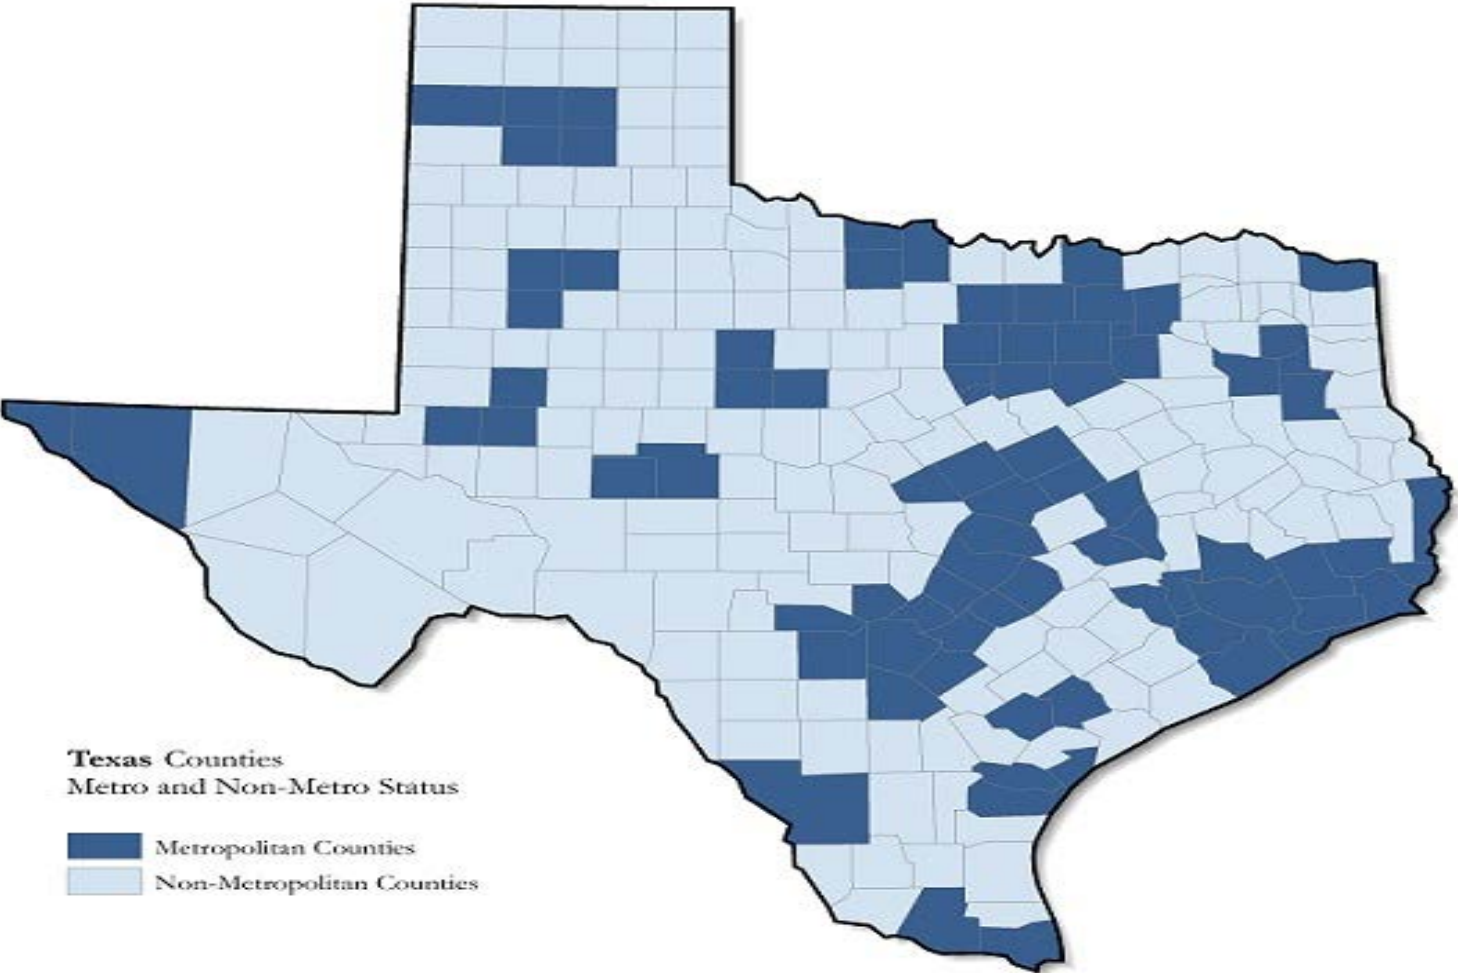 Texas Counties
Metro and Non-Metro Status
Metropolitan Counties
Non-Metropolitan Counties